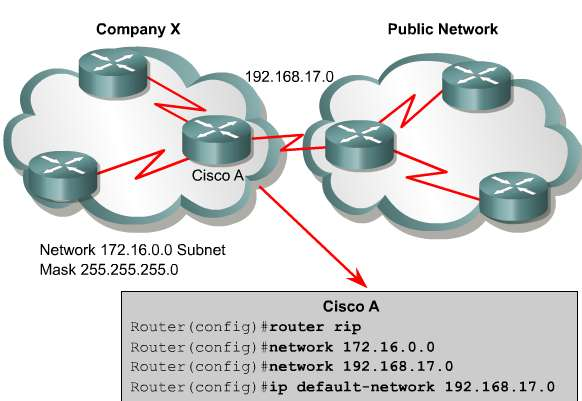 Company X
Public Network
192.168.17.0
Cisco A
Network 172.16.0.0 Subnet
Mask 255.255.255.0
Cisco A
Router(config)#router rip
Router(config)#network 172.16.0.0
Router(config)#network 192.168.17.0
Router(config)#ip default-network 192.168.17.0